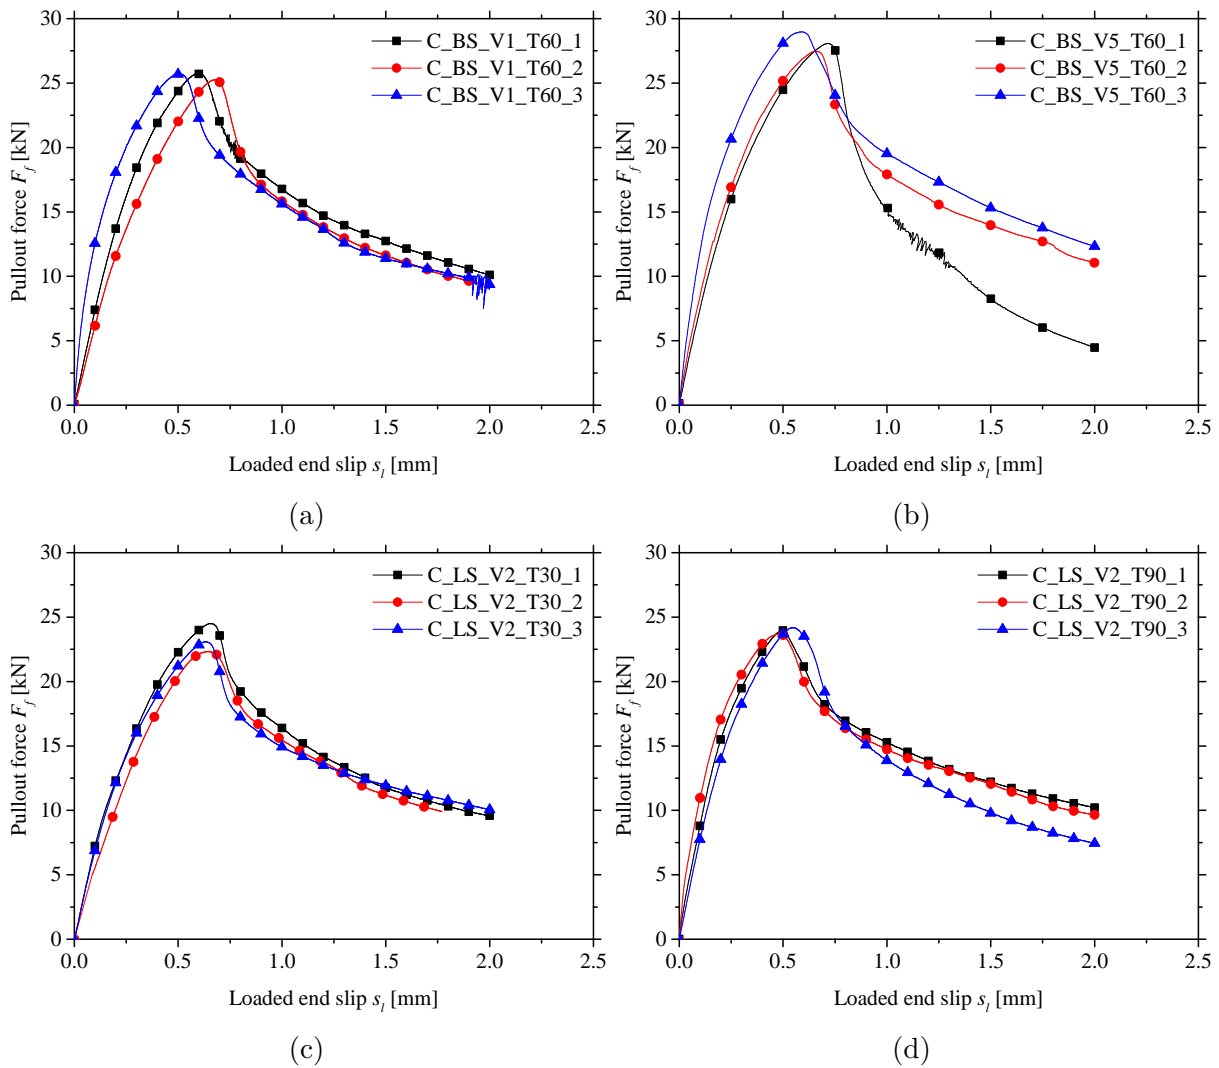 30
25
20
15
10
5
0
Pullout force F_f [kN]
C_BS_V1_T60_1
C_BS_V1_T60_2
C_BS_V1_T60_3
0.0 0.5 1.0 1.5 2.0 2.5
Loaded end slip s_l [mm]
(a)
30
25
20
15
10
5
0
Pullout force F_f [kN]
C_BS_V5_T60_1
C_BS_V5_T60_2
C_BS_V5_T60_3
0.0 0.5 1.0 1.5 2.0 2.5
Loaded end slip s_l [mm]
(b)
30
25
20
15
10
5
0
Pullout force F_f [kN]
C_LS_V2_T30_1
C_LS_V2_T30_2
C_LS_V2_T30_3
0.0 0.5 1.0 1.5 2.0 2.5
Loaded end slip s_l [mm]
(c)
30
25
20
15
10
5
0
Pullout force F_f [kN]
C_LS_V2_T90_1
C_LS_V2_T90_2
C_LS_V2_T90_3
0.0 0.5 1.0 1.5 2.0 2.5
Loaded end slip s_l [mm]
(d)